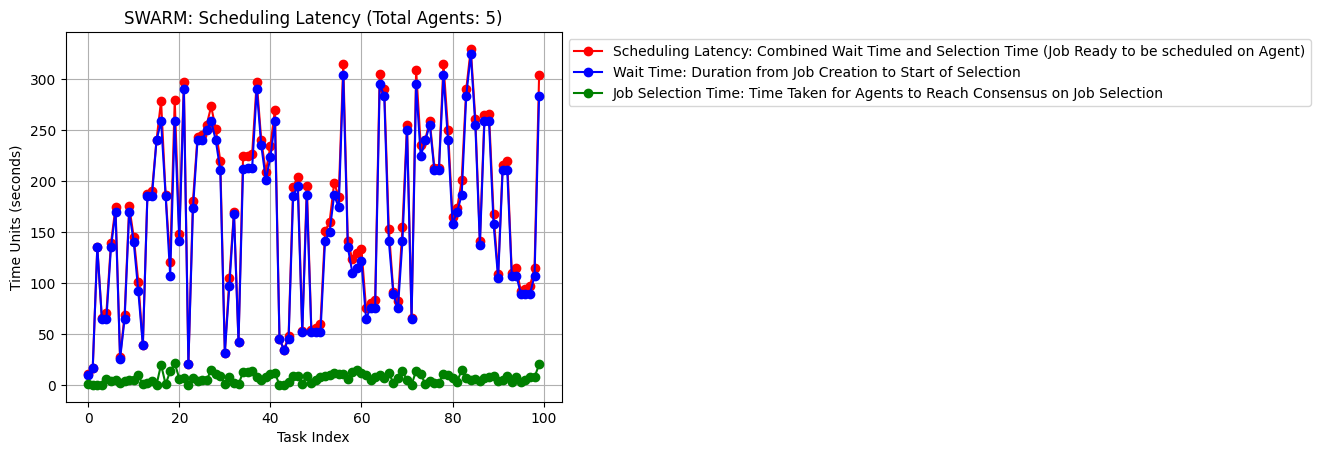 SWARM: Scheduling Latency (Total Agents: 5)
Scheduling Latency: Combined Wait Time and Selection Time (Job Ready to be scheduled on Agent)
Wait Time: Duration from Job Creation to Start of Selection
Job Selection Time: Time Taken for Agents to Reach Consensus on Job Selection
Time Units (seconds)
300
250
200
150
100
50
0
0 20 40 60 80 100
Task Index